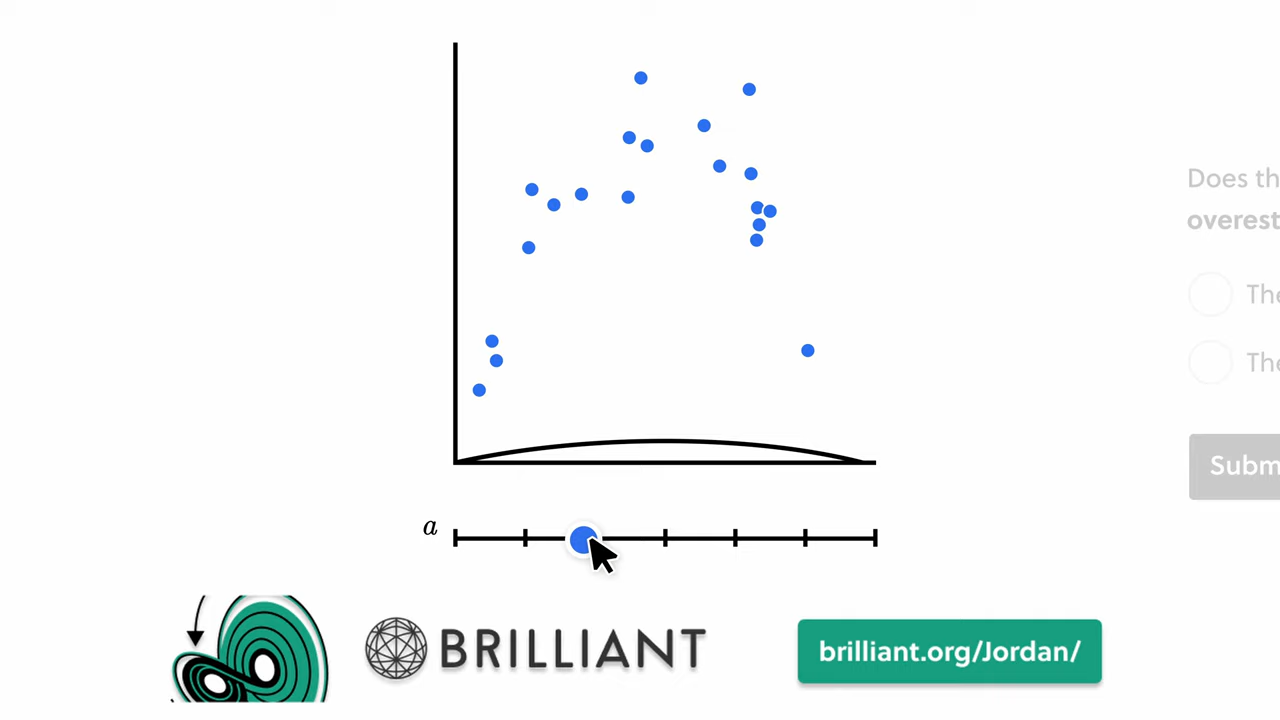 Does th
overest
The
The
Subm
a
BRILLIANT
brilliant.org/Jordan/